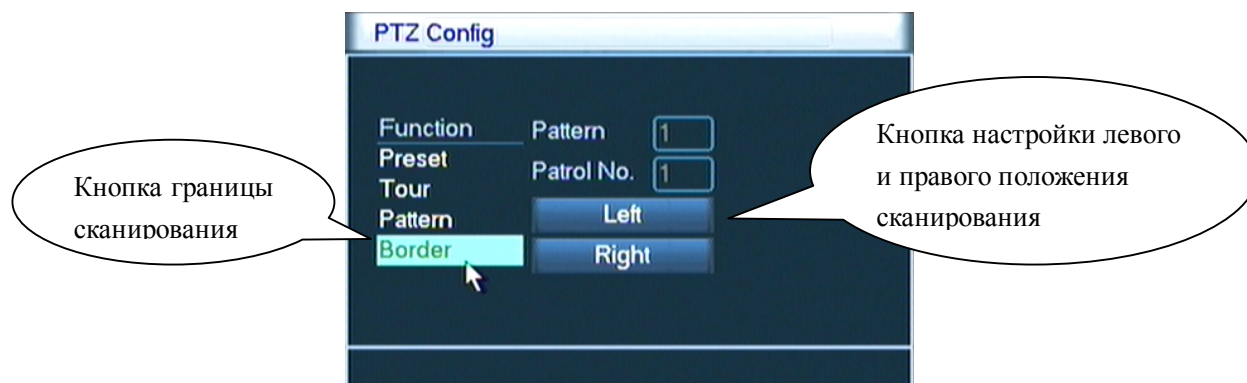 PTZ Config
Function
Preset
Tour
Pattern
Border
Pattern 1
Patrol No. 1
Left
Right
Кнопка границы
сканирования
Кнопка настройки левого
и правого положения
сканирования